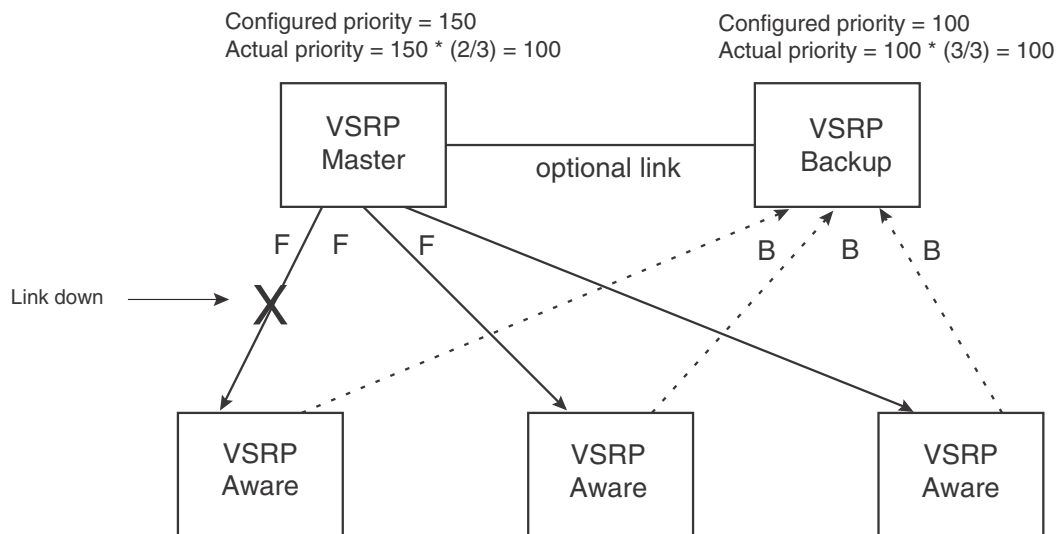 Configured priority = 150
Actual priority = 150 * (2/3) = 100
Configured priority = 100
Actual priority = 100 * (3/3) = 100
VSRP
Master
optional link
VSRP
Backup
F
F
F
B
B
B
Link down
X
VSRP
Aware
VSRP
Aware
VSRP
Aware